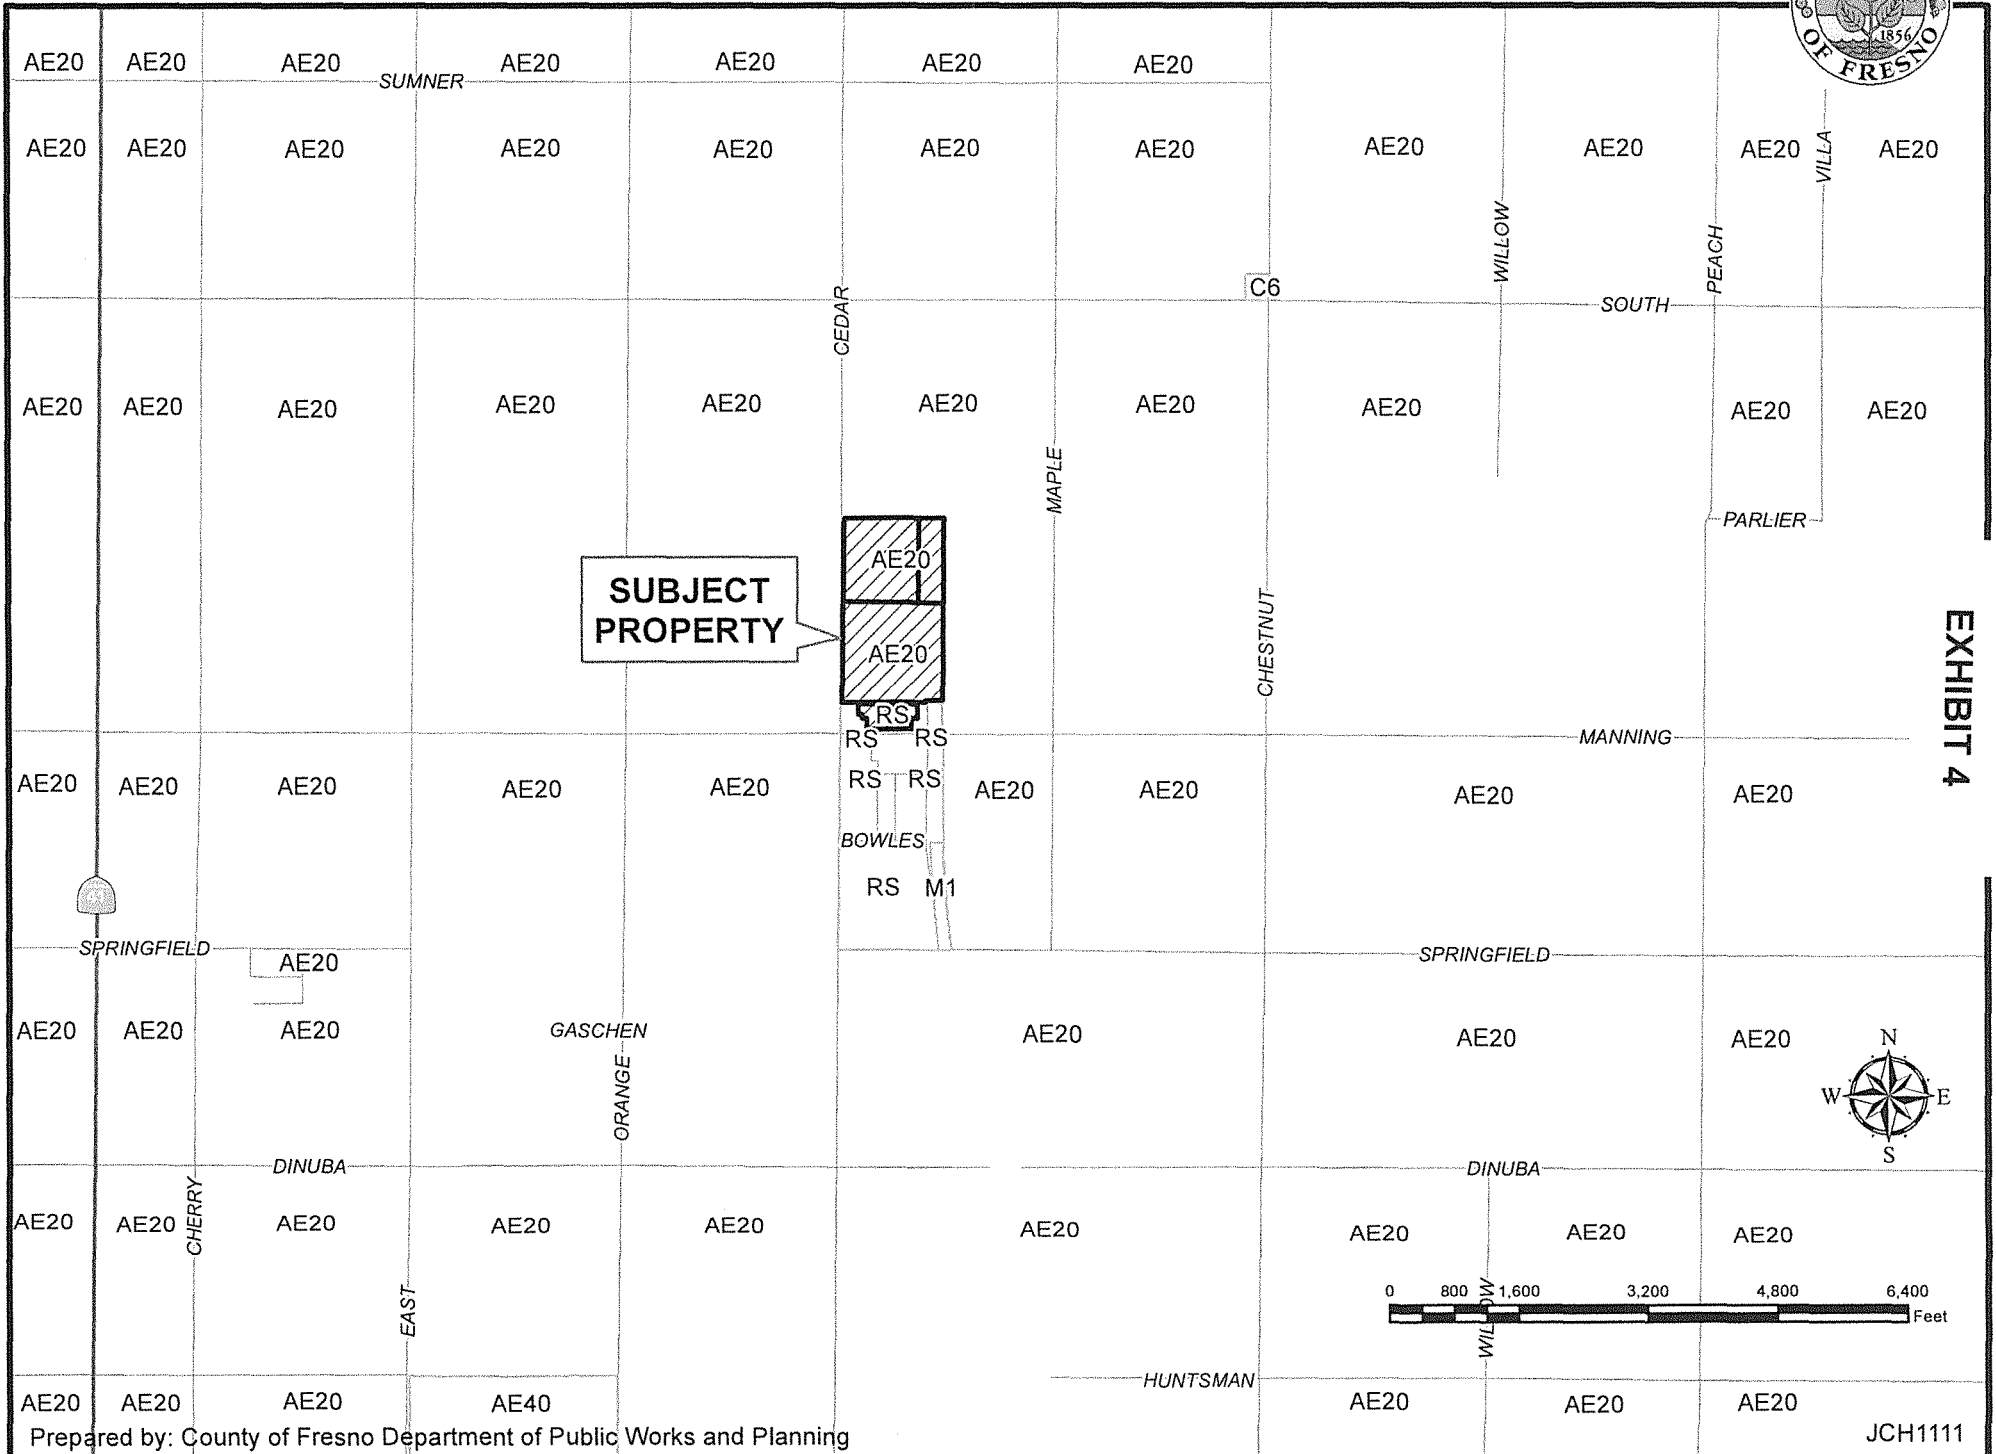 1856
OF FRESNO
AE20 AE20 AE20 AE20 AE20 AE20 AE20
SUMNER
AE20 AE20 AE20 AE20 AE20 AE20 AE20 AE20 AE20 AE20 AE20
VILLA
WILLOW
PEACH
C6
CEDAR
SOUTH
AE20 AE20 AE20 AE20 AE20 AE20 AE20 AE20 AE20 AE20
MAPLE
PARLIER
AE20
SUBJECT
PROPERTY
AE20
CHESTNUT
EXHIBIT 4
RS
RS RS
MANNING
RS RS
AE20 AE20 AE20 AE20 AE20 AE20 AE20 AE20 AE20
BOWLES
RS M1
SPRINGFIELD
SPRINGFIELD
AE20
AE20 AE20 AE20 GASCHEN AE20 AE20 AE20
N
W E
S
ORANGE
DINUBA
DINUBA
CHERRY
AE20 AE20 AE20 AE20 AE20 AE20 AE20 AE20 AE20
EAST
0 800 1,600 3,200 4,800 6,400
Feet
HUNTSMAN
AE20 AE20 AE20 AE40 AE20 AE20 AE20
Prepared by: County of Fresno Department of Public Works and Planning
JCH1111